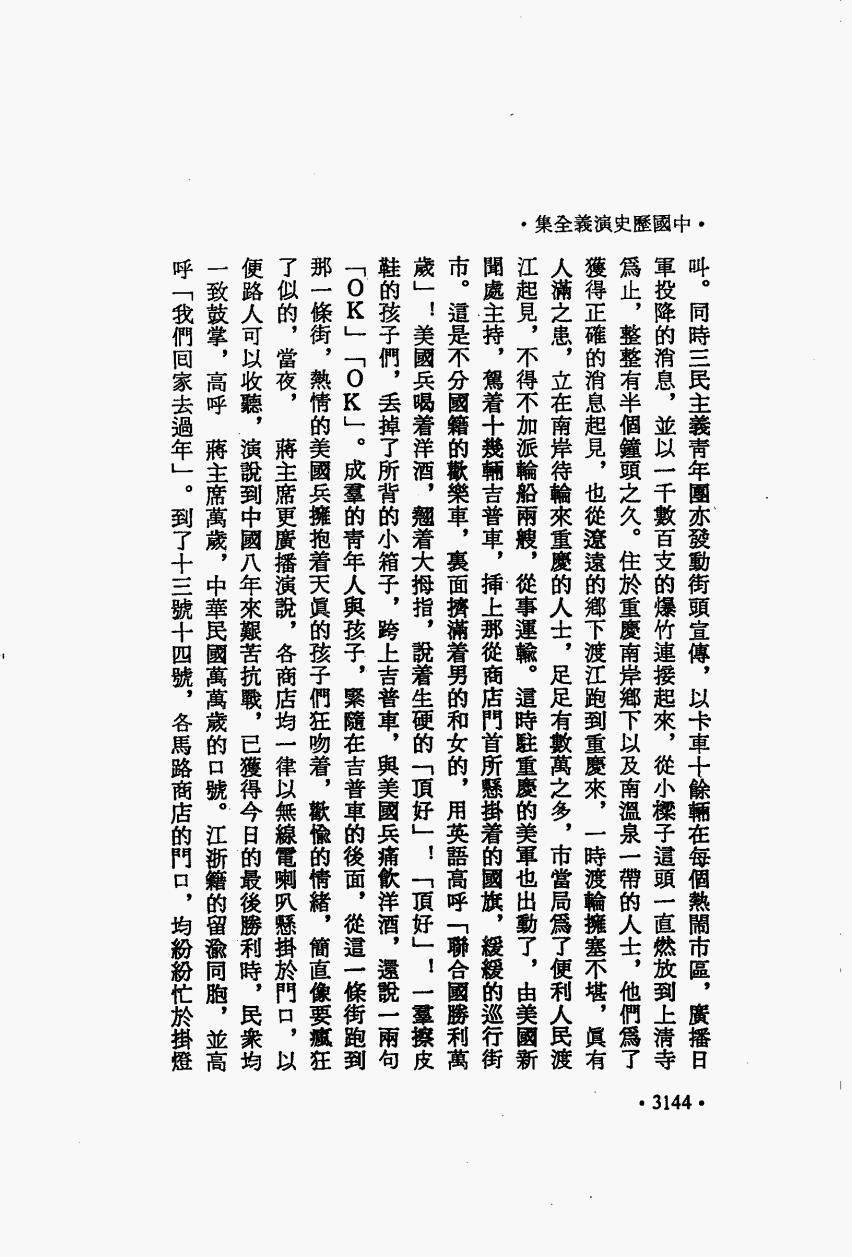 ・中國歷史演義全集・
叫。同時三民主義靑年團亦發動街頭宣傳，以卡車十餘輛在每個熱鬧市區，廣播日
軍投降的消息，並以一千數百支的爆竹連接起來，從小樑子這頭一直燃放到上淸寺
爲止，整整有半個鐘頭之久。住於重慶南岸鄕下以及南溫泉一帶的人士，他們爲了
獲得正確的消息起見，也從遼遠的鄕下渡江跑到重慶來，一時渡輪擁塞不堪，眞有
人滿之患，立在南岸待輪來重慶的人士，足足有數萬之多，市當局爲了便利人民渡
江起見，不得不加派輪船兩艘，從事運輸。這時駐重慶的美軍也出動了，由美國新
聞處主持，駕着十幾輛吉普車，揷上那從商店門首所懸掛着的國旗，緩緩的巡行街
市。這是不分國籍的歡樂車，裏面擠滿着男的和女的，用英語高呼「聯合國勝利萬
歲」！美國兵喝着洋酒，翹着大拇指，說着生硬的「頂好」！「頂好」！一羣擦皮
鞋的孩子們，丢掉了所背的小箱子，跨上吉普車，與美國兵痛飮洋酒，還說一兩句
「OK」「OK」。成羣的靑年人與孩子，緊隨在吉普車的後面，從這一條街跑到
那一條街，熱情的美國兵擁抱着天眞的孩子們狂吻着，歡愉的情緒，簡直像要瘋狂
了似的，當夜，　蔣主席更廣播演說，各商店均一律以無線電喇叭懸掛於門口，以
便路人可以收聽，演說到中國八年來艱苦抗戰，已獲得今日的最後勝利時，民衆均
一致鼓掌，高呼　蔣主席萬歲，中華民國萬萬歲的口號。江浙籍的留渝同胞，並高
呼「我們回家去過年」。到了十三號十四號，各馬路商店的門口，均紛紛忙於掛燈
・3144・